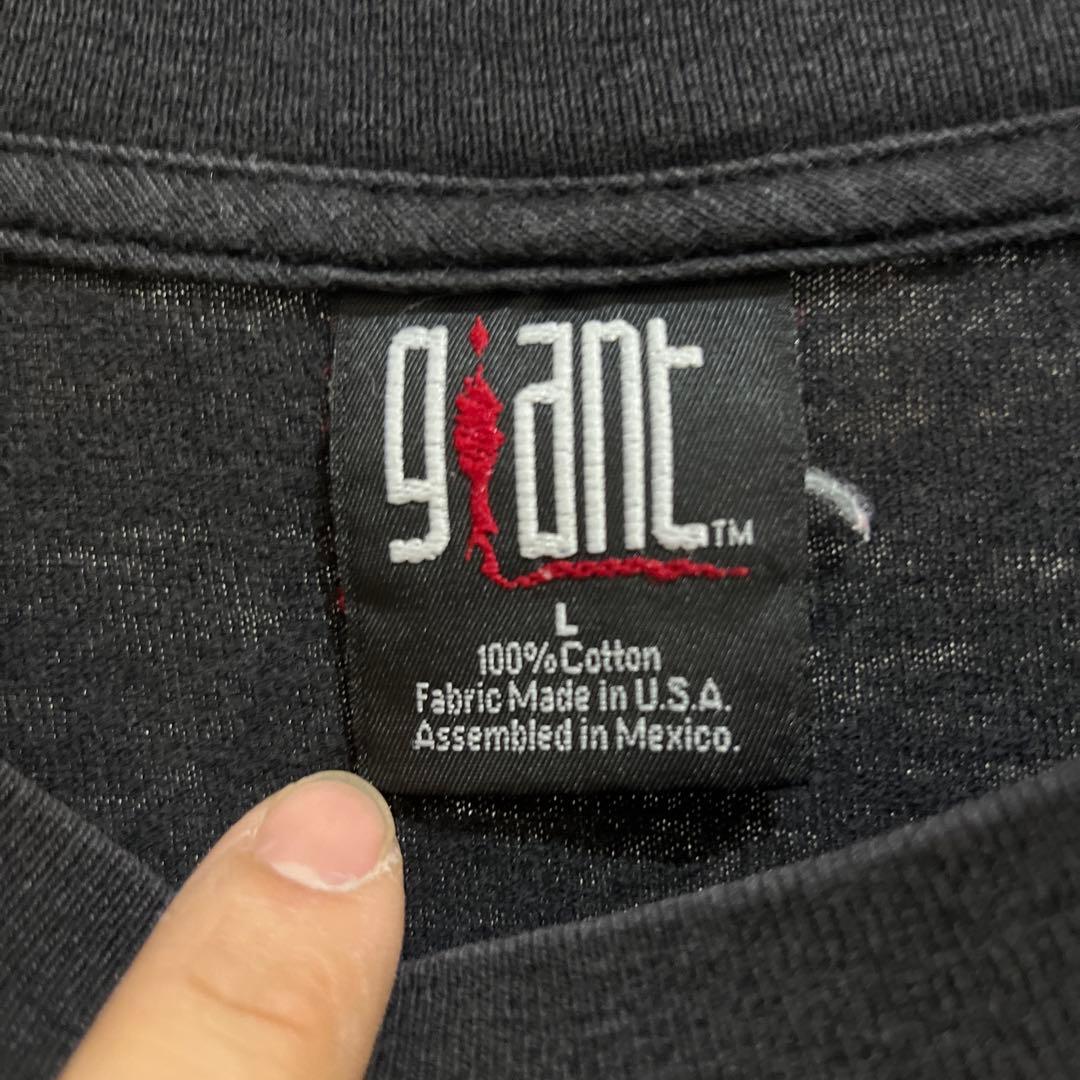 giant™
L
100% Cotton
Fabric Made in U.S.A.
Assembled in Mexico.